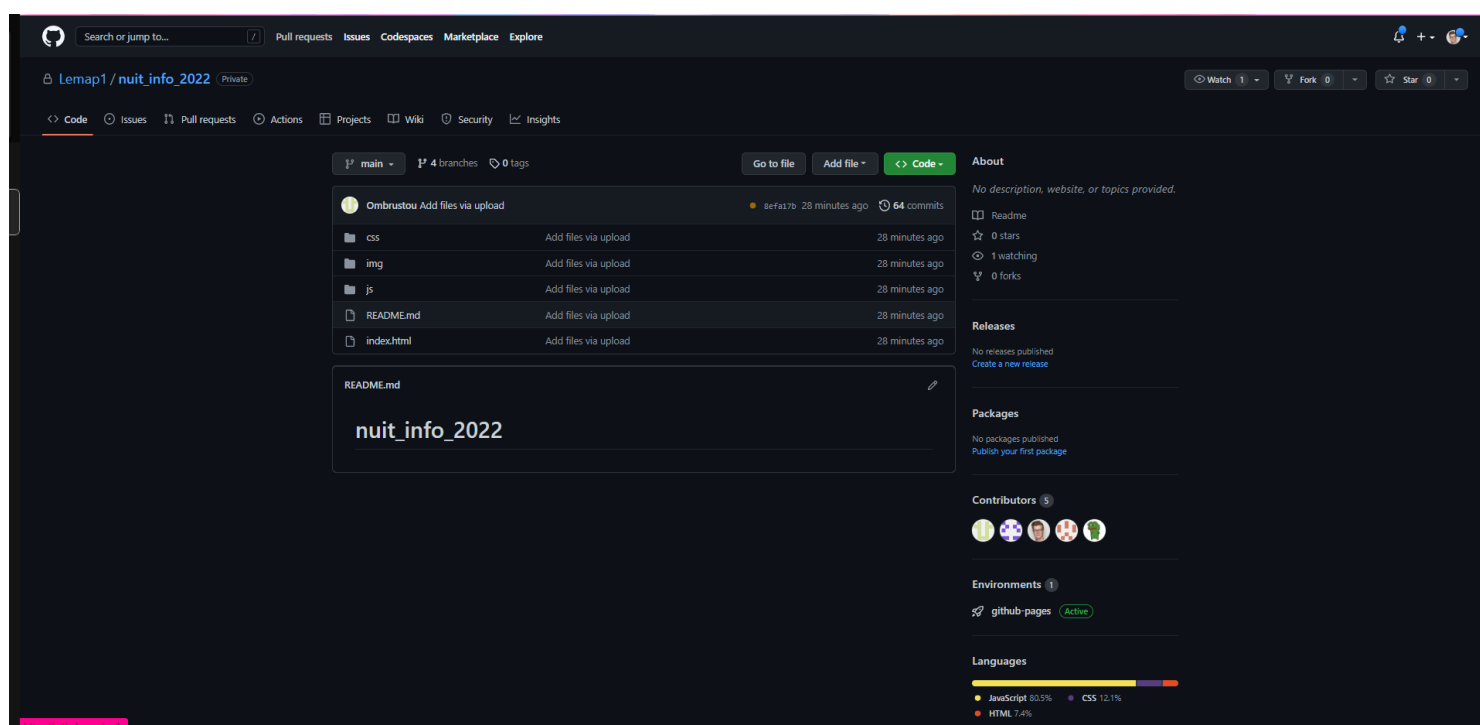 Search or jump to... / Pull requests Issues Codespaces Marketplace Explore
Lemap1 / nuit_info_2022 Private
Watch 1 Fork 0 Star 0
Code Issues Pull requests Actions Projects Wiki Security Insights
main 4 branches 0 tags Go to file Add file Code
Ombrustou Add files via upload 8efa17b 28 minutes ago 64 commits
css Add files via upload 28 minutes ago
img Add files via upload 28 minutes ago
js Add files via upload 28 minutes ago
README.md Add files via upload 28 minutes ago
index.html Add files via upload 28 minutes ago
README.md
nuit_info_2022
About
No description, website, or topics provided.
Readme
0 stars
1 watching
0 forks
Releases
No releases published
Create a new release
Packages
No packages published
Publish your first package
Contributors 5
Environments 1
github-pages Active
Languages
JavaScript 80.5% CSS 12.1%
HTML 7.4%